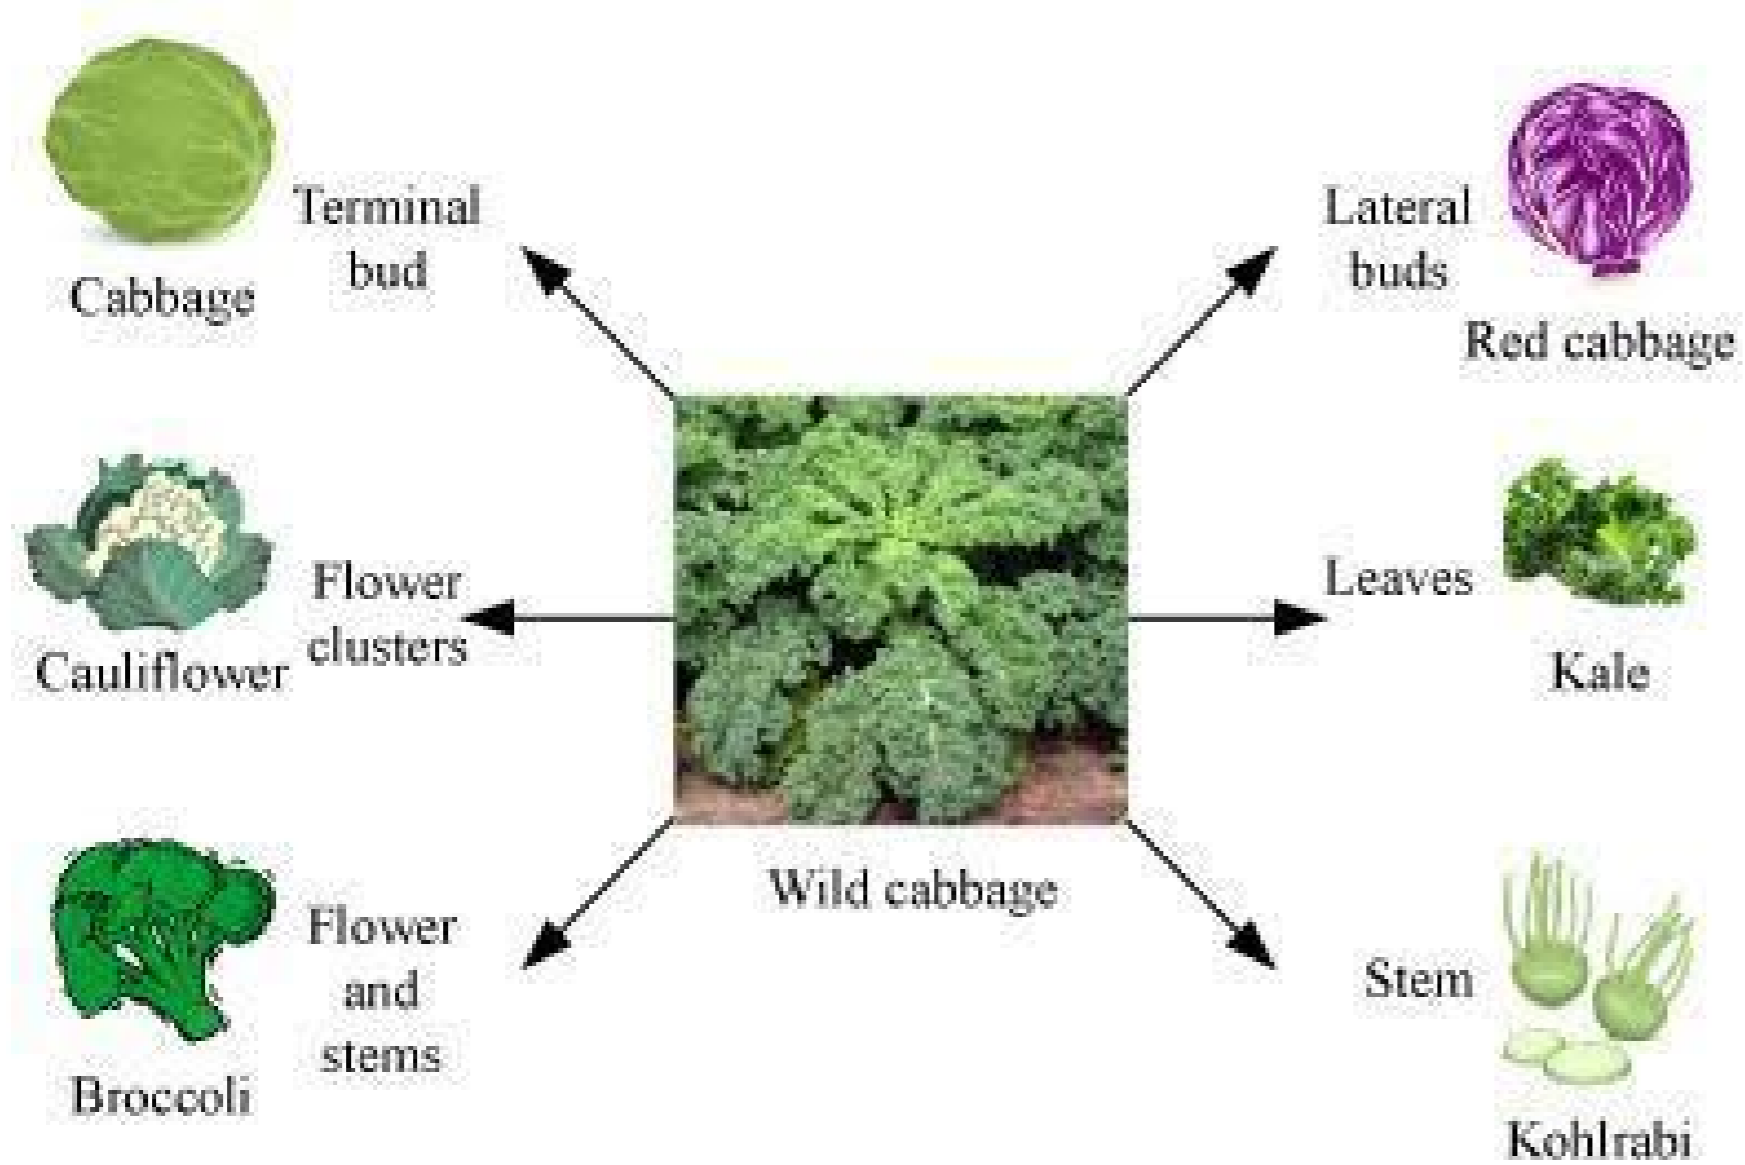 Terminal
bud
Cabbage
Lateral
buds
Red cabbage
Flower
clusters
Cauliflower
Leaves
Kale
Wild cabbage
Flower
and
stems
Broccoli
Stem
Kohlrabi